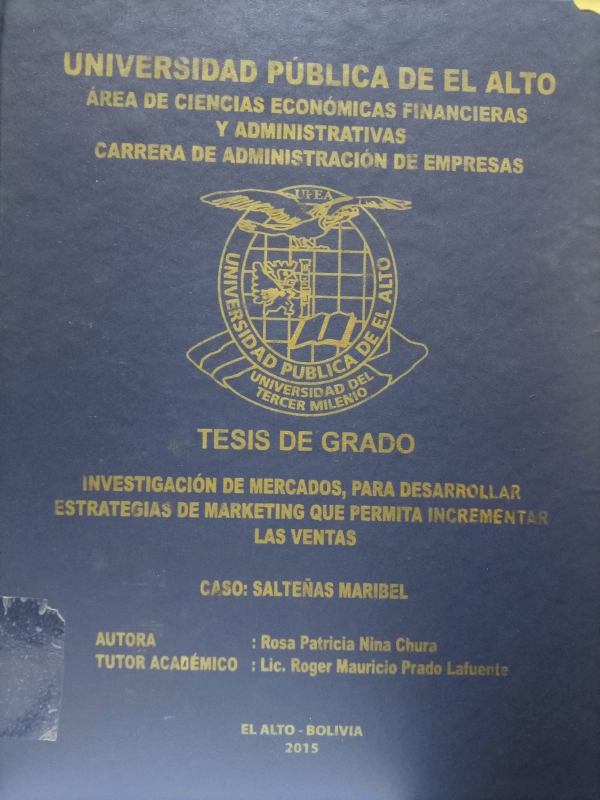 UNIVERSIDAD PÚBLICA DE EL ALTO
ÁREA DE CIENCIAS ECONÓMICAS FINANCIERAS
Y ADMINISTRATIVAS
CARRERA DE ADMINISTRACIÓN DE EMPRESAS
UPEA
UNIVERSIDAD PUBLICA DE EL ALTO
UNIVERSIDAD DEL
TERCER MILENIO
TESIS DE GRADO
INVESTIGACIÓN DE MERCADOS, PARA DESARROLLAR
ESTRATEGIAS DE MARKETING QUE PERMITA INCREMENTAR
LAS VENTAS
CASO: SALTEÑAS MARIBEL
AUTORA : Rosa Patricia Nina Chura
TUTOR ACADÉMICO : Lic. Roger Mauricio Prado Lafuente
EL ALTO - BOLIVIA
2015